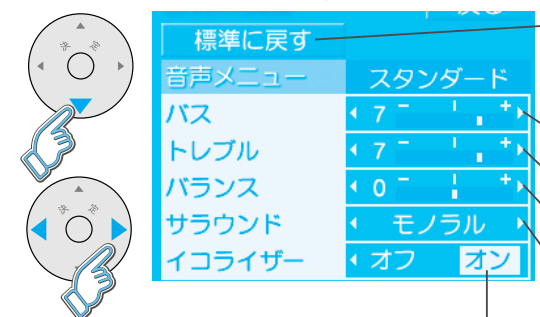 標準に戻す
音声メニュー スタンダード
バス 7 - +
トレブル 7 - +
バランス 0 - +
サラウンド モノラル
イコライザー オフ オン
決定
決定